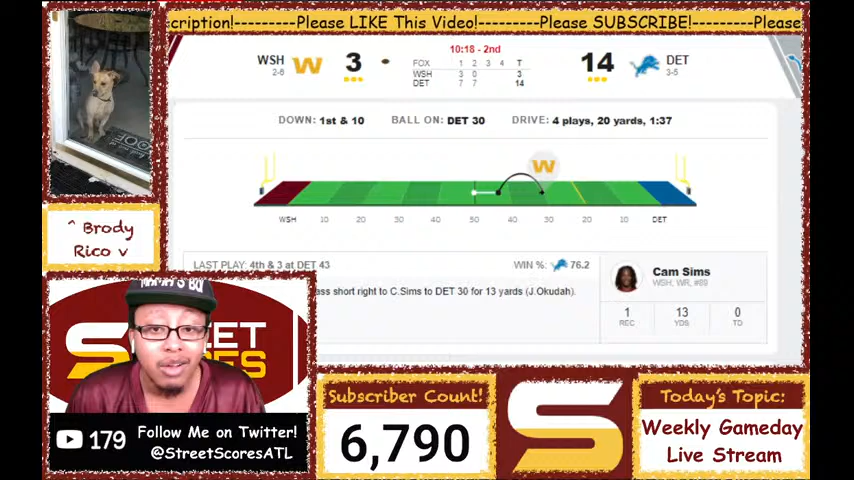 scription!--------Please LIKE This Video!--------Please SUBSCRIBE!--------Please
WSH
2-6
W
3
10:18 - 2nd
FOX 1 2 3 4 T
WSH 3 0 3
DET 7 7 14
14
DET
3-5
DOWN: 1st & 10 BALL ON: DET 30 DRIVE: 4 plays, 20 yards, 1:37
W
WSH 10 20 30 40 50 40 30 20 10 DET
^ Brody
Rico v
LAST PLAY: 4th & 3 at DET 43
WIN %: 76.2
ass short right to C.Sims to DET 30 for 13 yards (J.Okudah).
Cam Sims
WSH, WR, #89
1 13 0
REC YDS TD
MAMA'S BOY
179
Follow Me on Twitter!
@StreetScoresATL
Subscriber Count!
6,790
S
Today's Topic:
Weekly Gameday
Live Stream